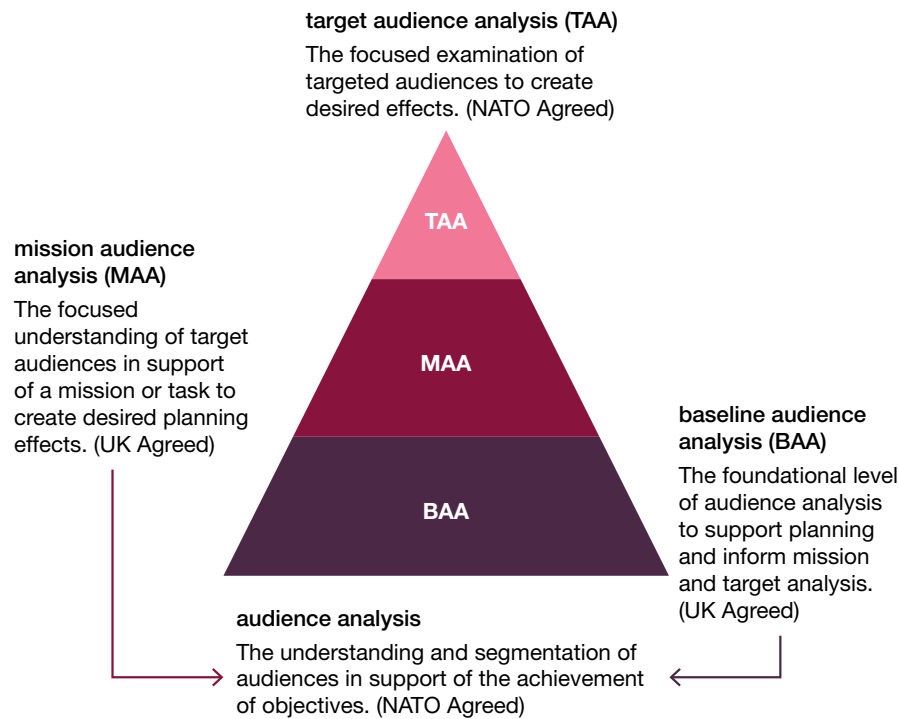 target audience analysis (TAA)
The focused examination of
targeted audiences to create
desired effects. (NATO Agreed)
TAA
mission audience
analysis (MAA)
The focused
understanding of target
audiences in support
of a mission or task to
create desired planning
effects. (UK Agreed)
MAA
baseline audience
analysis (BAA)
The foundational level
of audience analysis
to support planning
and inform mission
and target analysis.
(UK Agreed)
BAA
audience analysis
The understanding and segmentation of
audiences in support of the achievement
of objectives. (NATO Agreed)